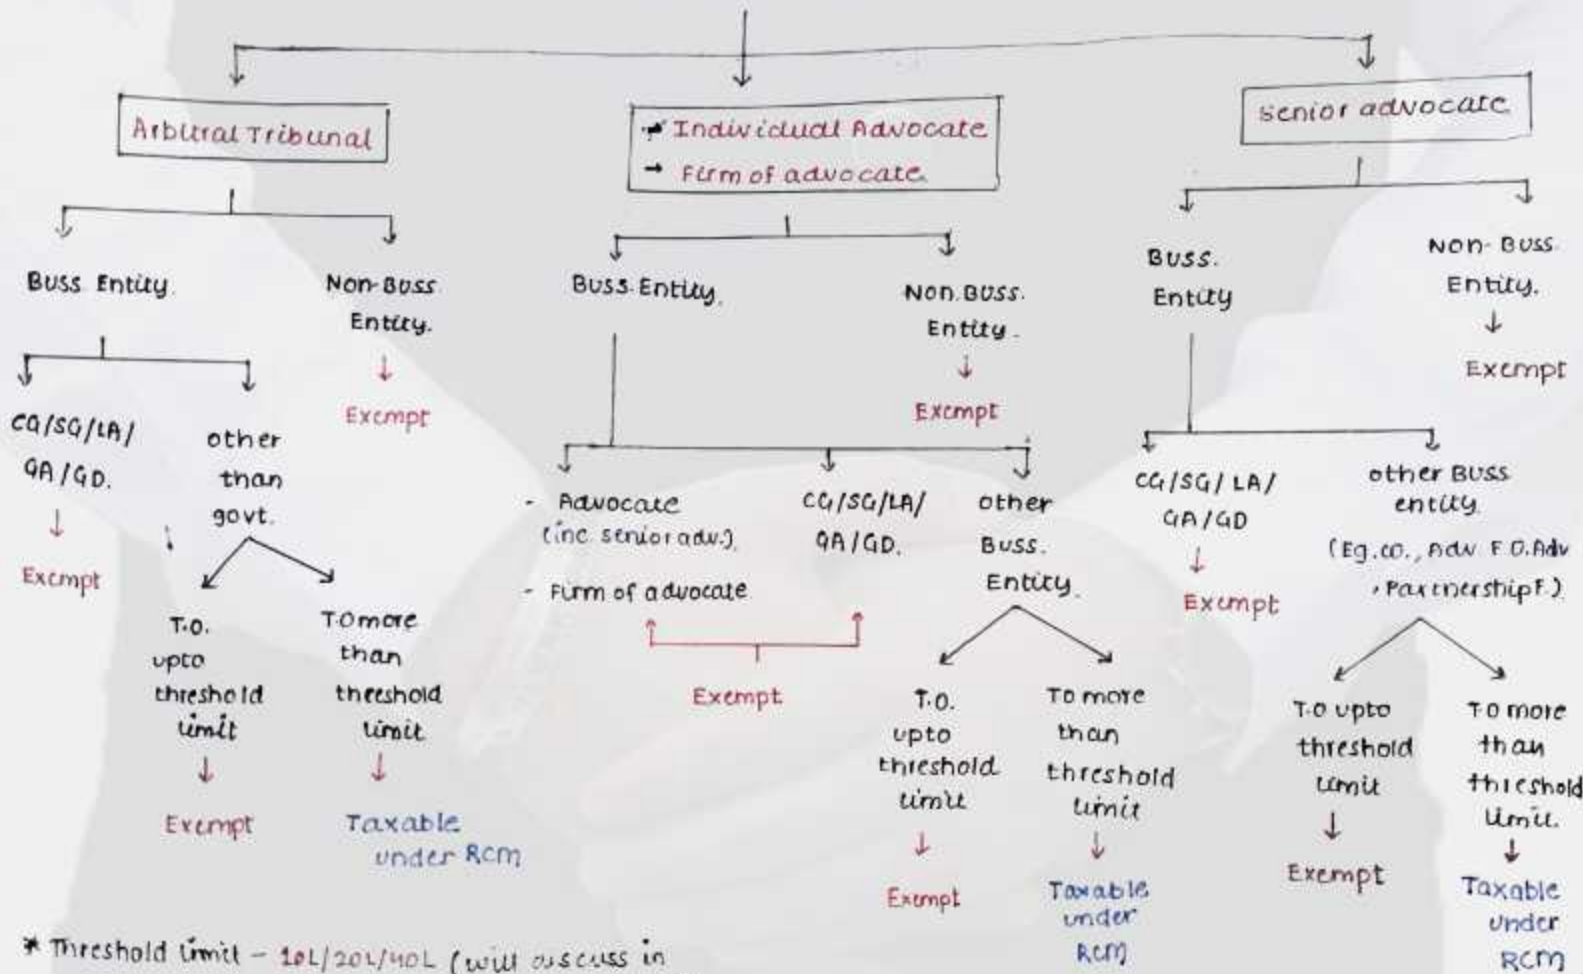 Arbitral Tribunal
→ Individual Advocate
→ Firm of advocate
Senior advocate
Buss Entity.
Non-Buss
Entity.
↓
Exempt
CG/SG/LA/
GA/GD.
↓
Exempt
other
than
govt.
T.O.
upto
threshold
limit
↓
Exempt
T.O more
than
threshold
limit
↓
Taxable
under RCM
Buss. Entity.
Non. Buss.
Entity.
↓
Exempt
- Advocate
(inc. senior adv.).
- Firm of advocate
CG/SG/LA/
GA/GD.
Exempt
other
Buss.
Entity.
T.O.
upto
threshold
limit
↓
Exempt
T.O more
than
threshold
limit
↓
Taxable
under
RCM
Buss.
Entity
Non-Buss
Entity.
↓
Exempt
CG/SG/LA/
GA/GD
↓
Exempt
other Buss
entity.
(Eg. co., Adv F.O.Adv
, Partnership F.)
T.O upto
threshold
limit
↓
Exempt
T.O more
than
threshold
limit.
↓
Taxable
under
RCM
* Threshold limit - 10L/20L/40L (will discuss in